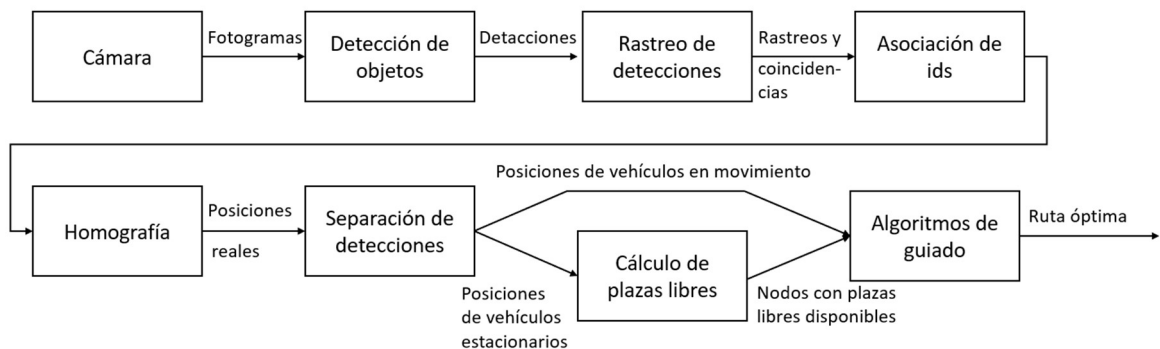 Cámara
Fotogramas
Detección de
objetos
Detacciones
Rastreo de
detecciones
Rastreos y
coinciden-
cias
Asociación de
ids
Homografía
Posiciones
reales
Separación de
detecciones
Posiciones de vehículos en movimiento
Posiciones
de vehículos
estacionarios
Cálculo de
plazas libres
Nodos con plazas
libres disponibles
Algoritmos de
guiado
Ruta óptima